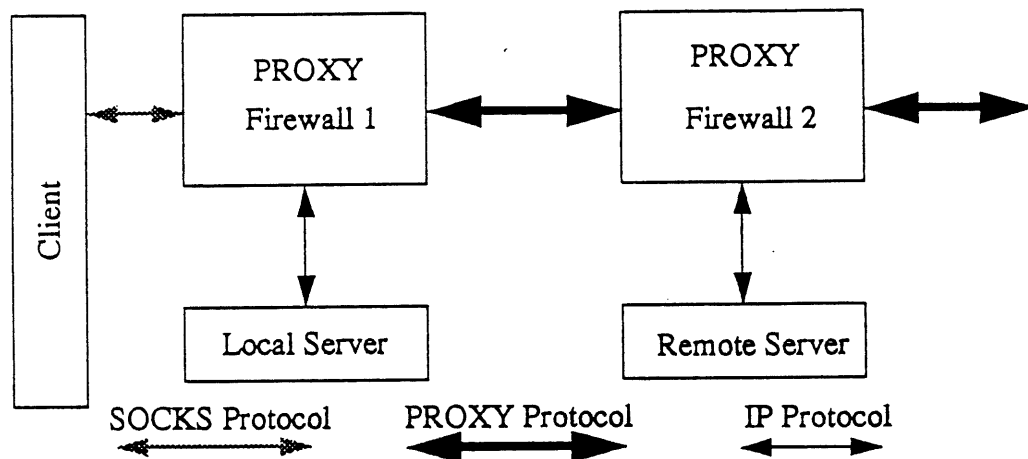 PROXY
Firewall 1
PROXY
Firewall 2
Client
Local Server
Remote Server
SOCKS Protocol
PROXY Protocol
IP Protocol